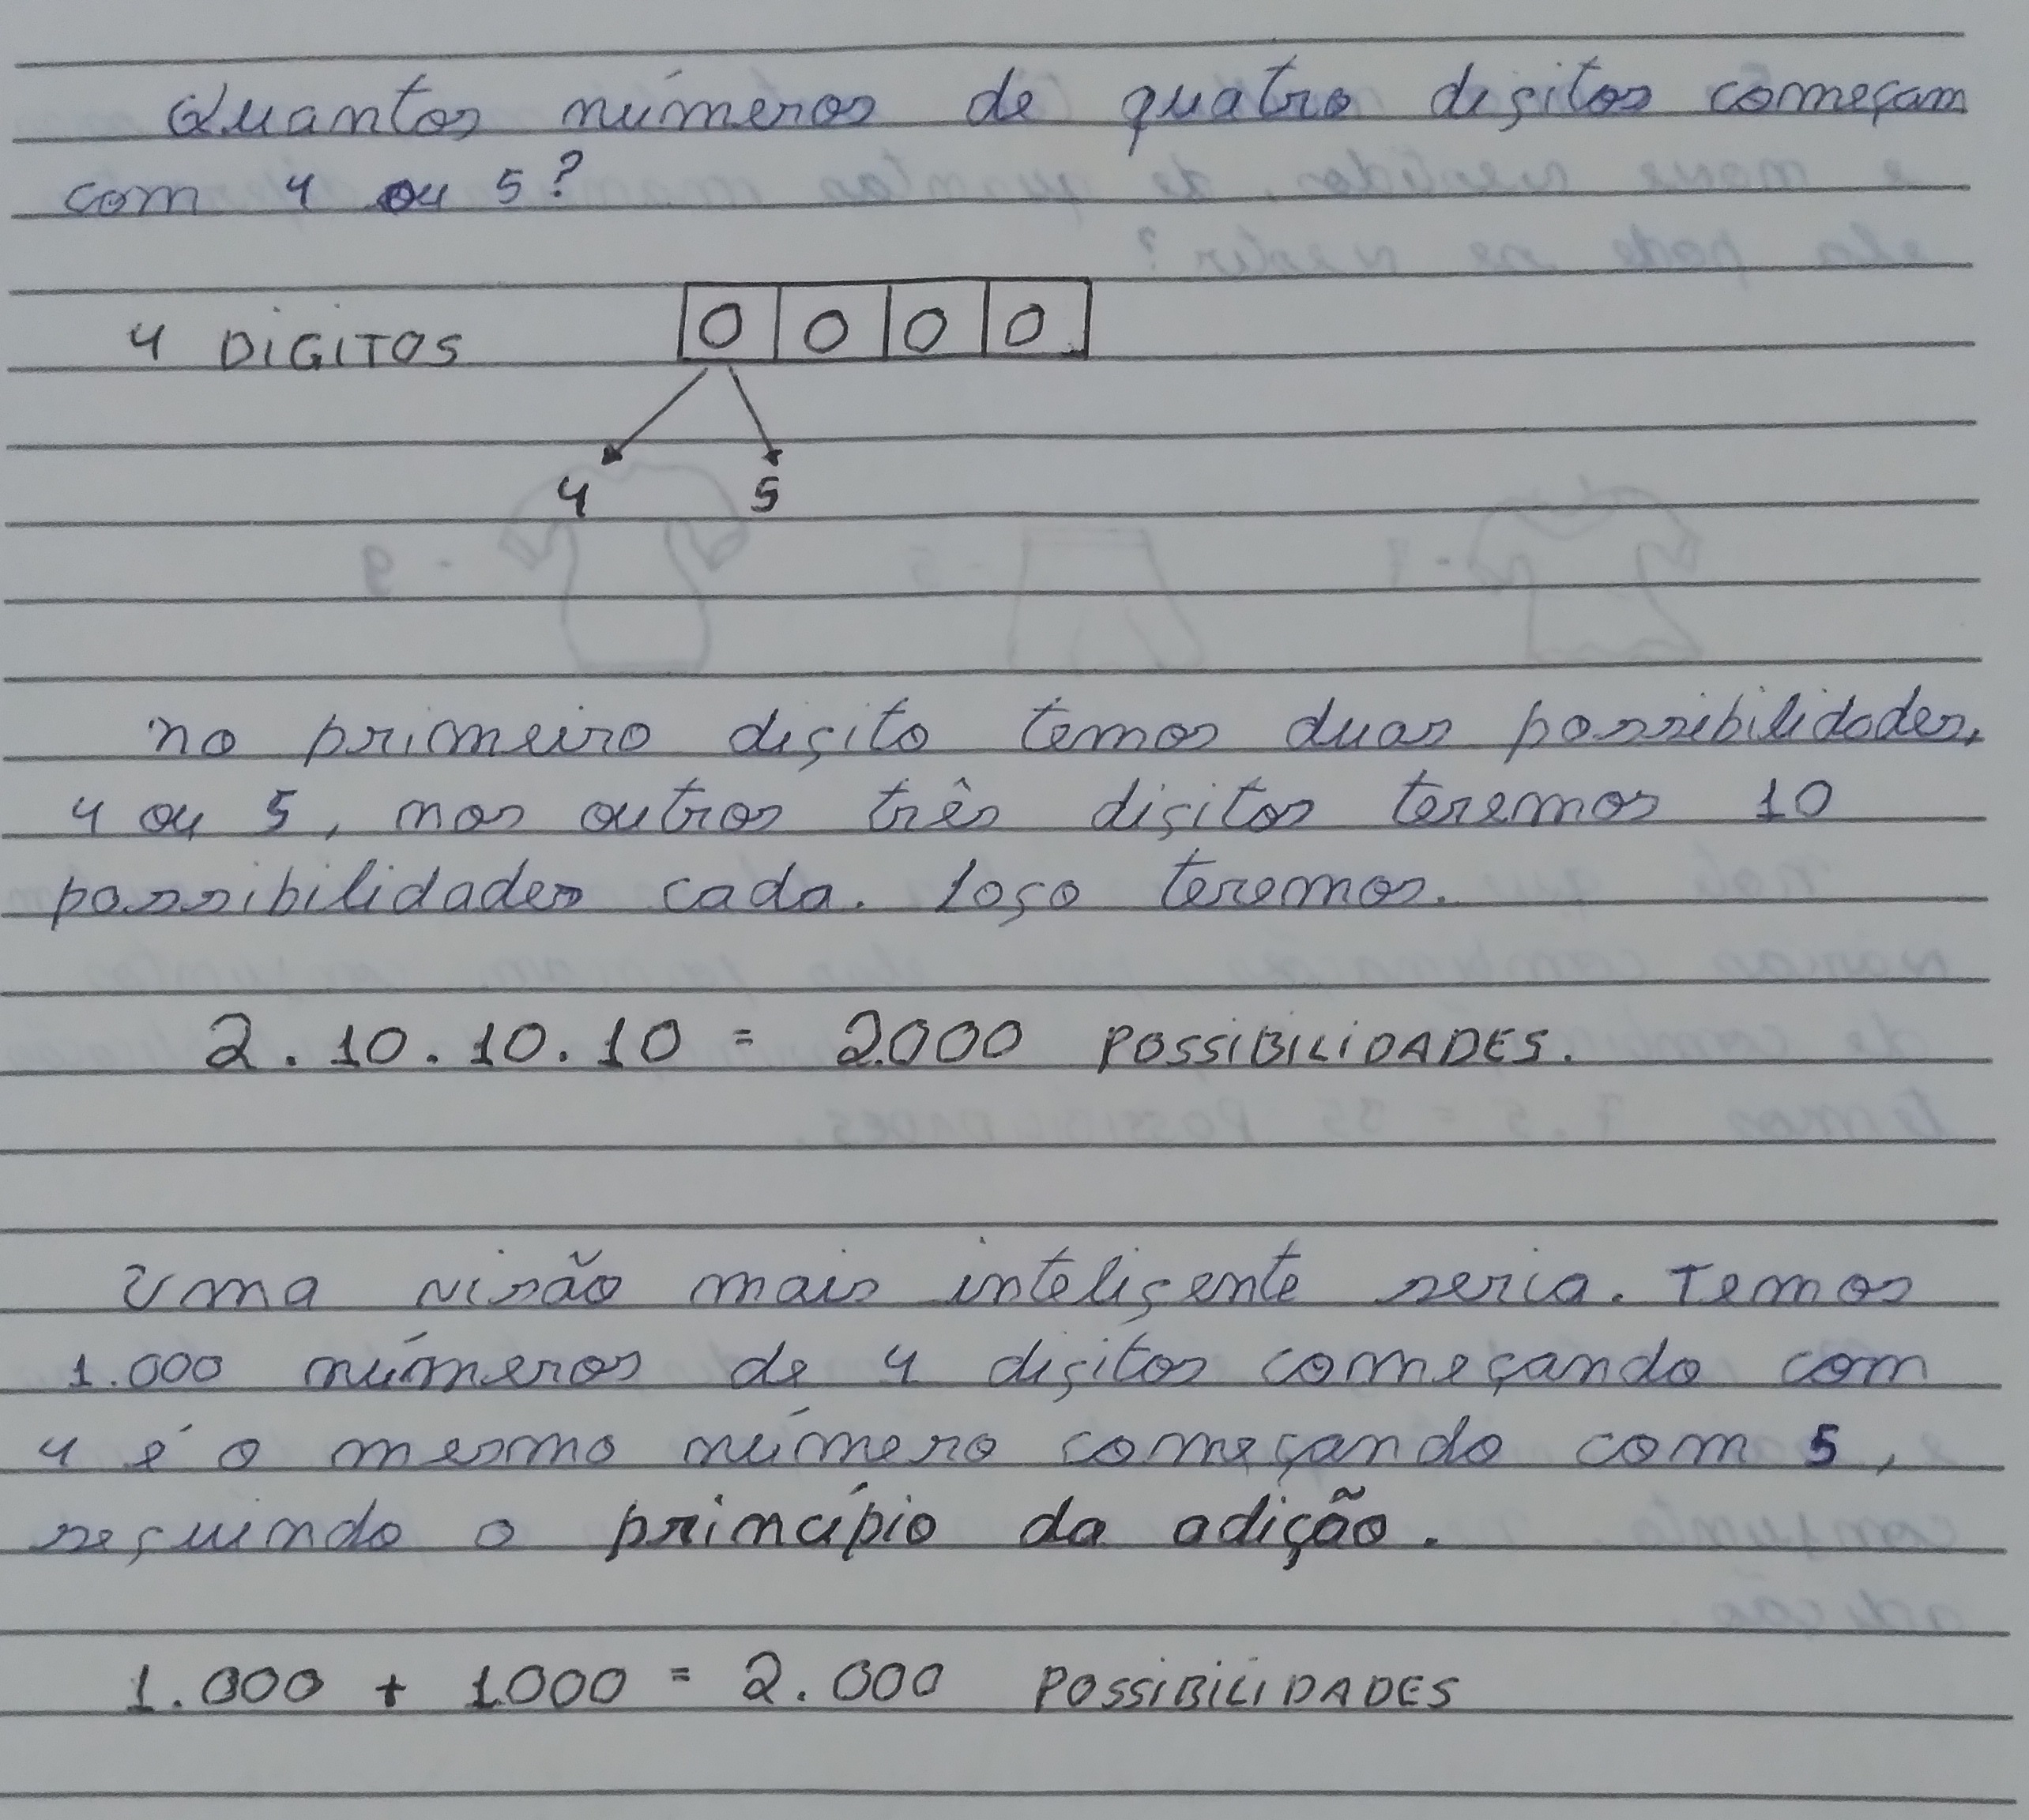 Quantos números de quatro digitos começam
com 4 ou 5?
4 DIGITOS 0 0 0 0
4 5
no primeiro digito temos duas possibilidades,
4 ou 5, nos outros três digitos teremos 10
possibilidades cada. logo teremos.
2.10.10.10 = 2.000 POSSIBILIDADES.
Uma visão mais inteligente seria. Temos
1.000 números de 4 digitos começando com
4 é o mesmo número começando com 5,
seguindo o princípio da adição.
1.000 + 1000 = 2.000 POSSIBILIDADES